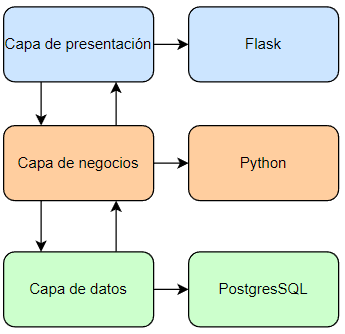 Capa de presentación
Flask
Capa de negocios
Python
Capa de datos
PostgresSQL